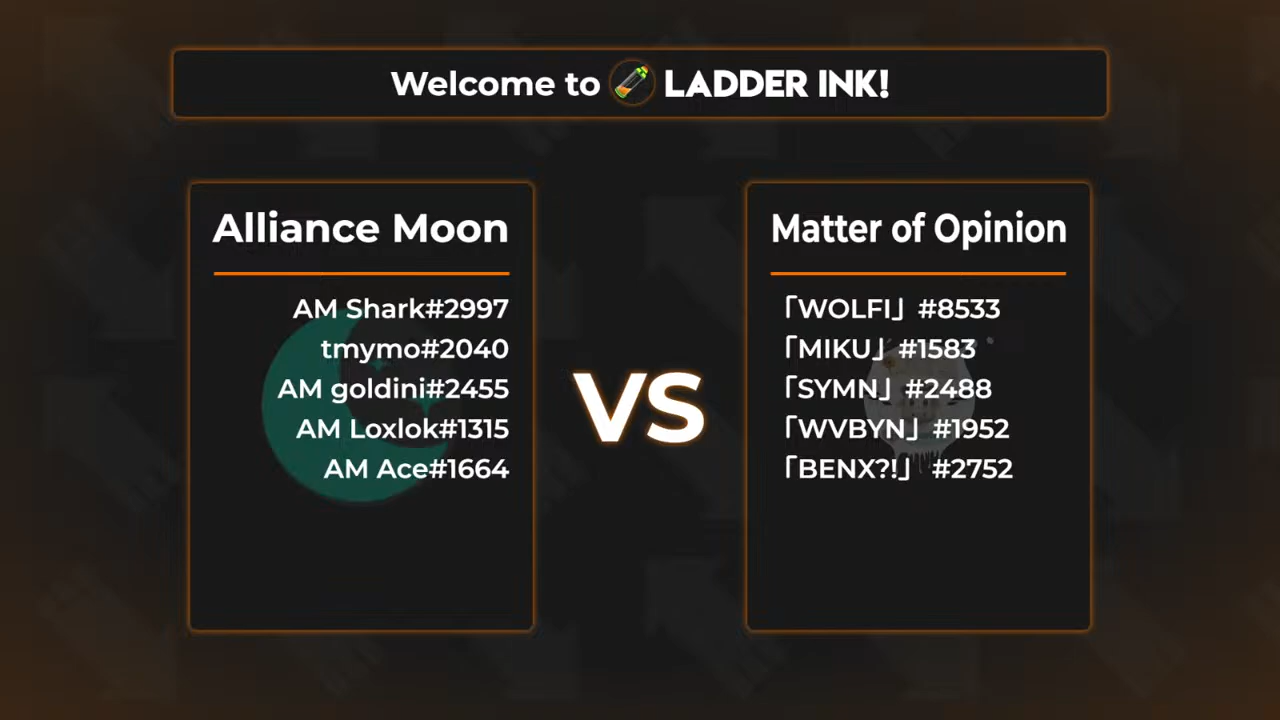 Welcome to LADDER INK!
Alliance Moon
AM Shark#2997
tmymo#2040
AM goldini#2455
AM Loxlok#1315
AM Ace#1664
VS
Matter of Opinion
「WOLFI」 #8533
「MIKU」 #1583
「SYMN」 #2488
「WVBYN」 #1952
「BENX?!」 #2752